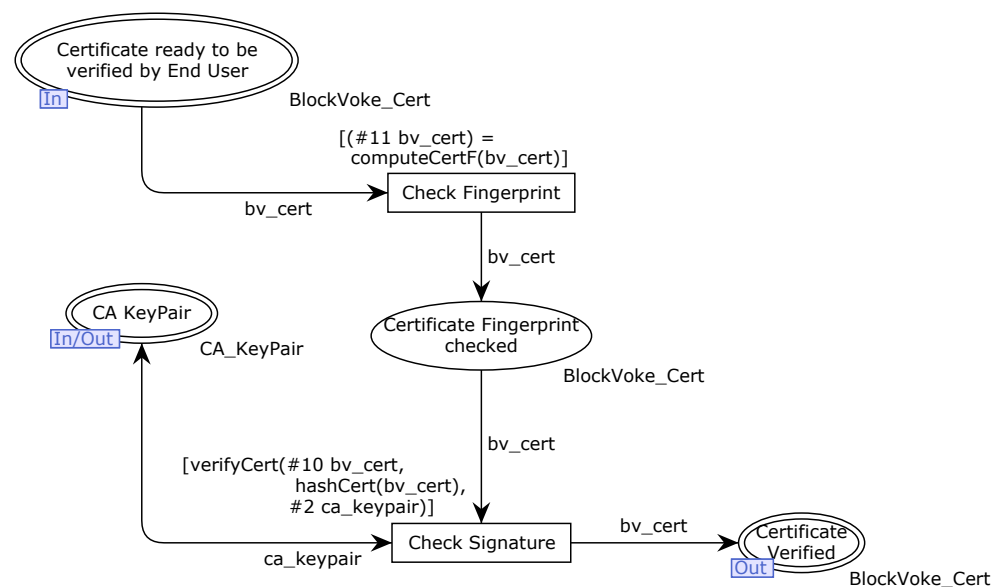 Certificate ready to be
verified by End User
In
BlockVoke_Cert
[(#11 bv_cert) =
computeCertF(bv_cert)]
Check Fingerprint
bv_cert
bv_cert
CA KeyPair
In/Out
CA_KeyPair
Certificate Fingerprint
checked
BlockVoke_Cert
bv_cert
[verifyCert(#10 bv_cert,
hashCert(bv_cert),
#2 ca_keypair)]
Check Signature
ca_keypair
bv_cert
Certificate
Verified
Out
BlockVoke_Cert